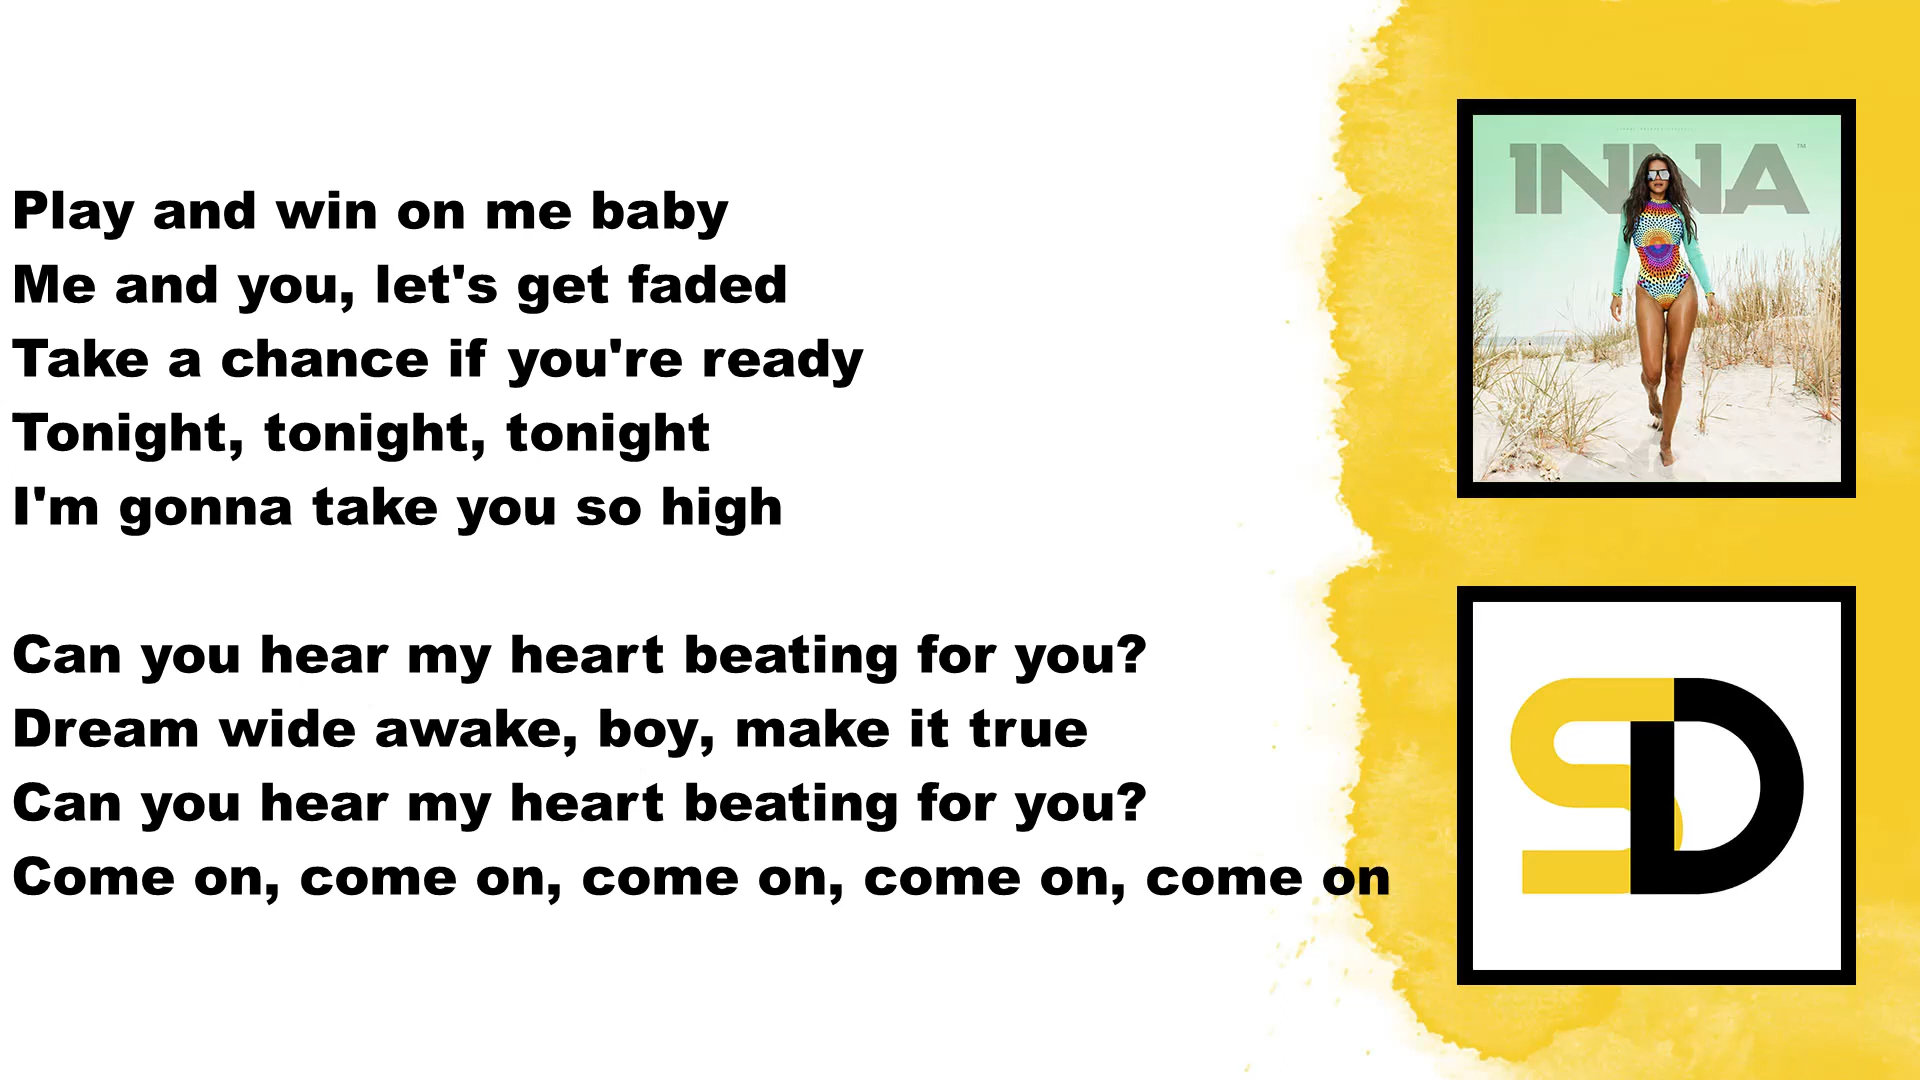 Play and win on me baby
Me and you, let's get faded
Take a chance if you're ready
Tonight, tonight, tonight
I'm gonna take you so high
Can you hear my heart beating for you?
Dream wide awake, boy, make it true
Can you hear my heart beating for you?
Come on, come on, come on, come on, come on
INNA
TM
SD